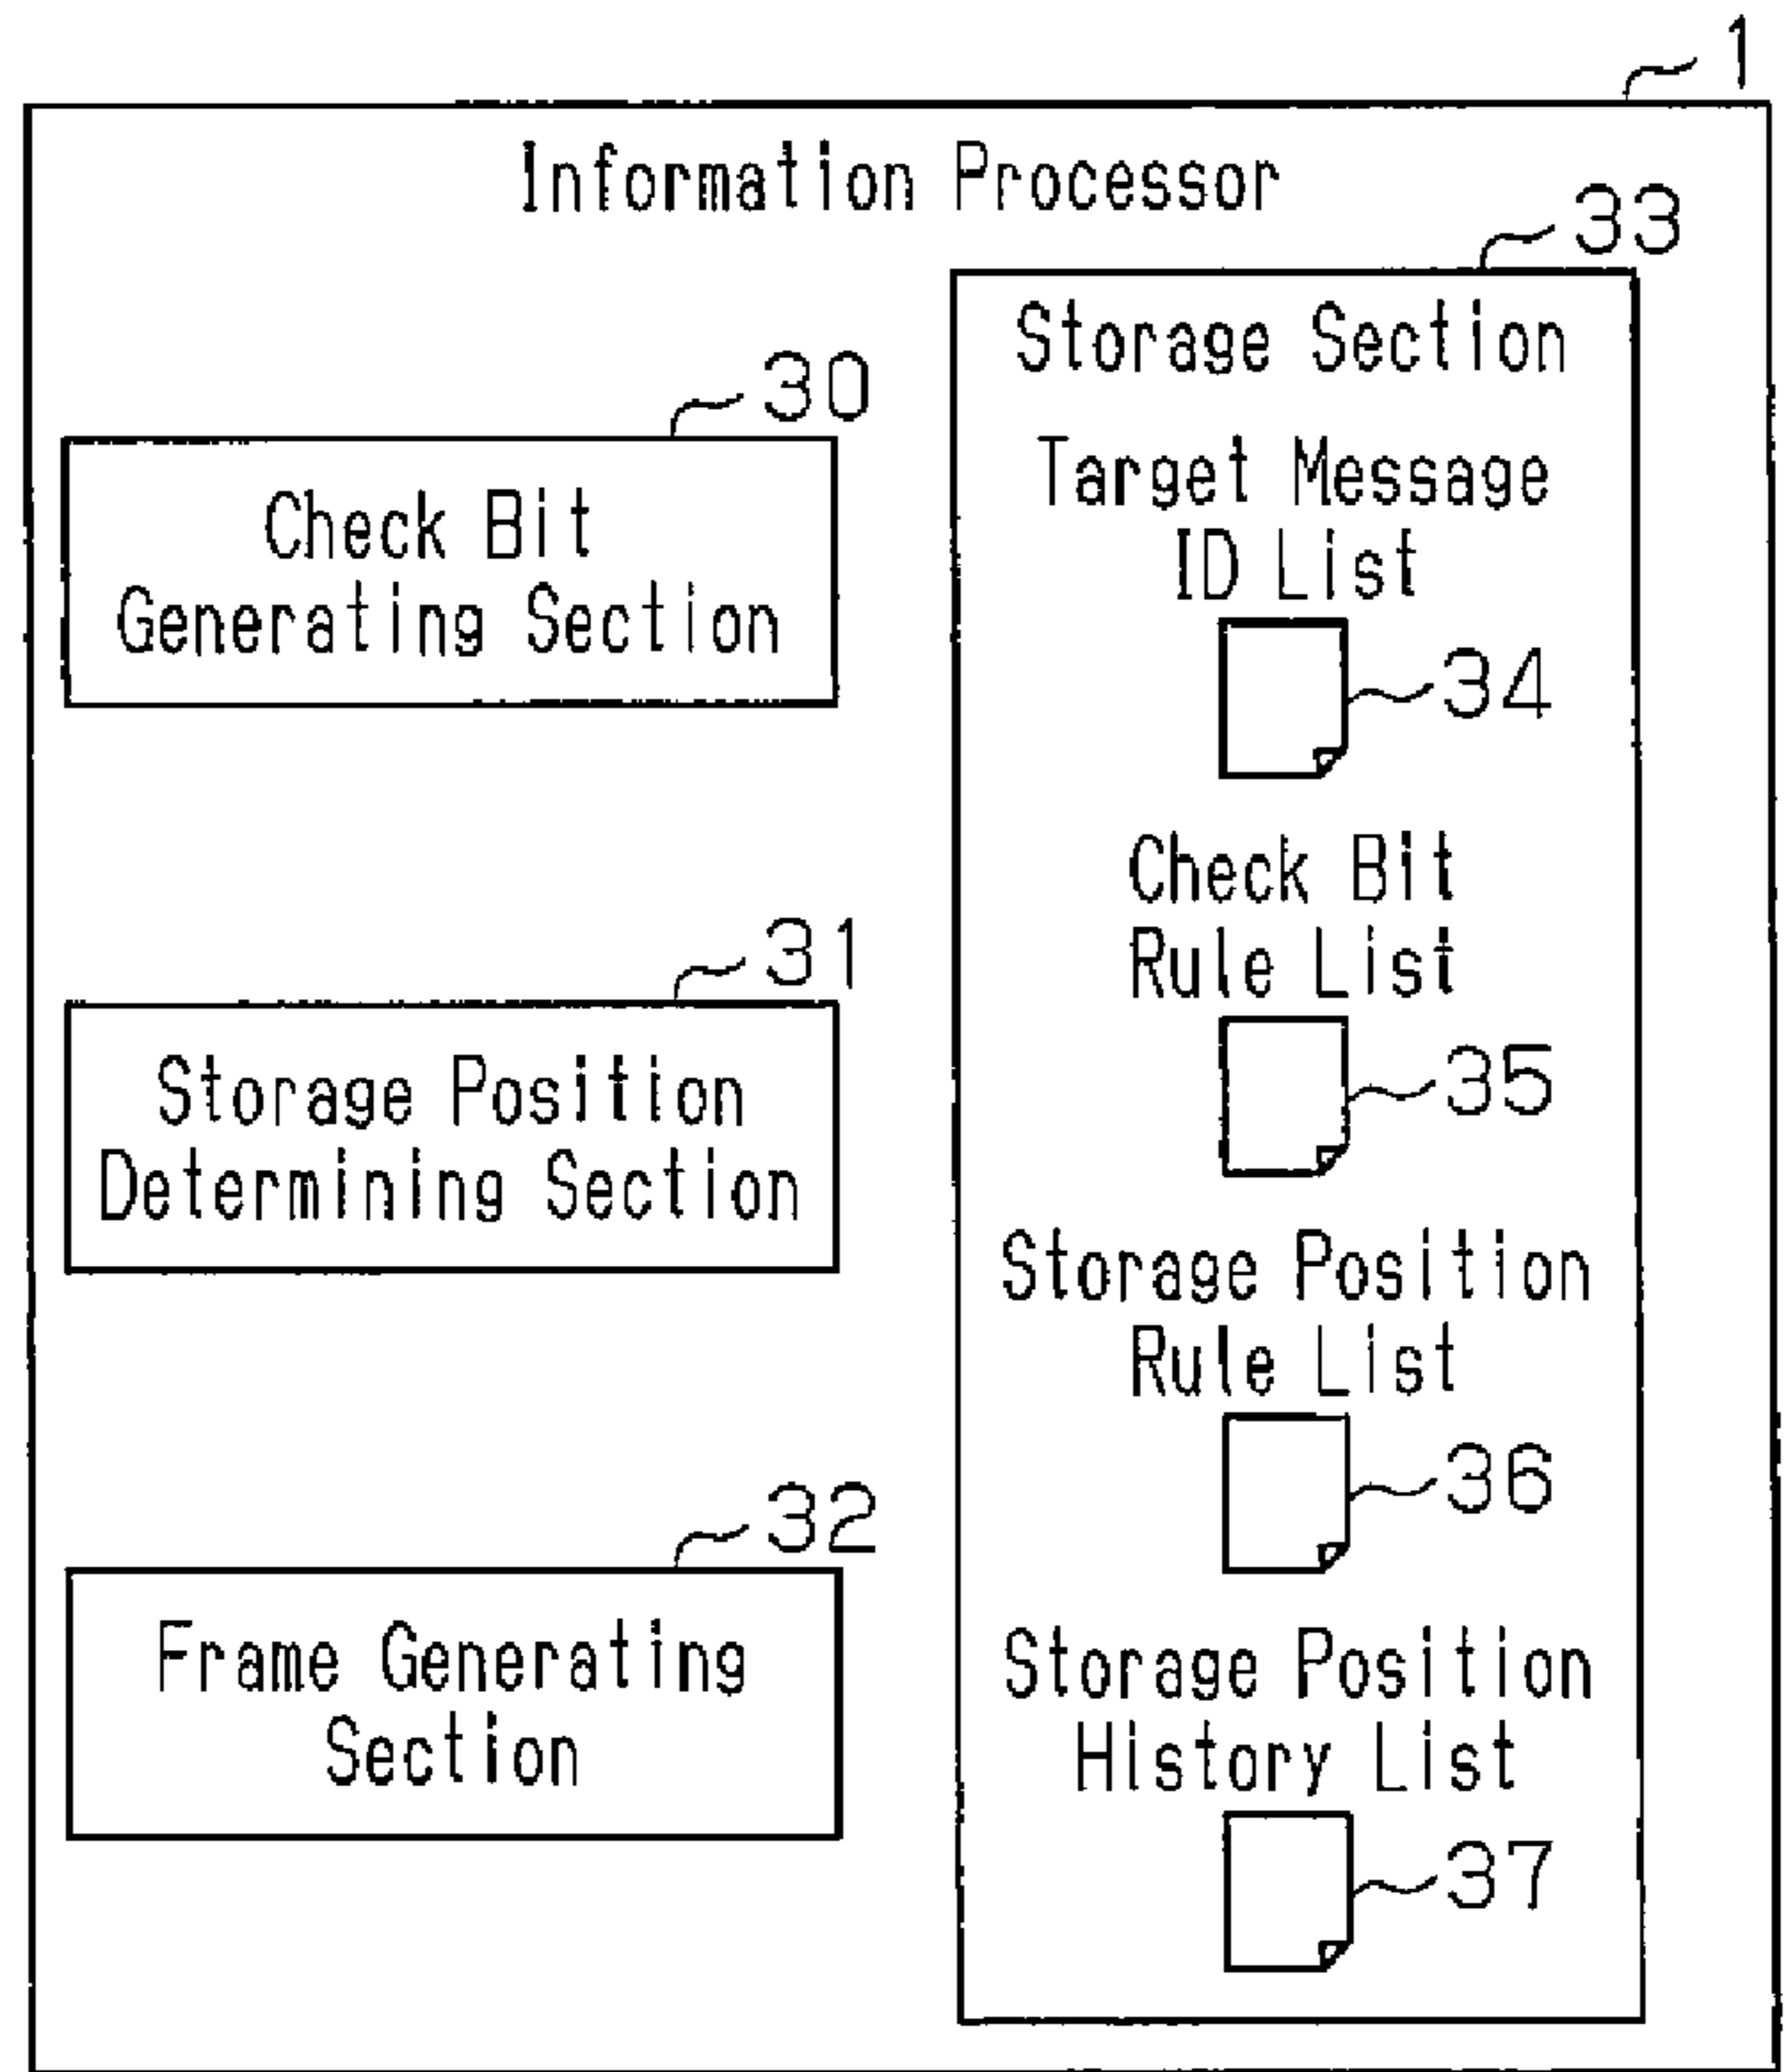 1
Information Processor
30
Check Bit
Generating Section
31
Storage Position
Determining Section
32
Frame Generating
Section
33
Storage Section
Target Message
ID List
34
Check Bit
Rule List
35
Storage Position
Rule List
36
Storage Position
History List
37